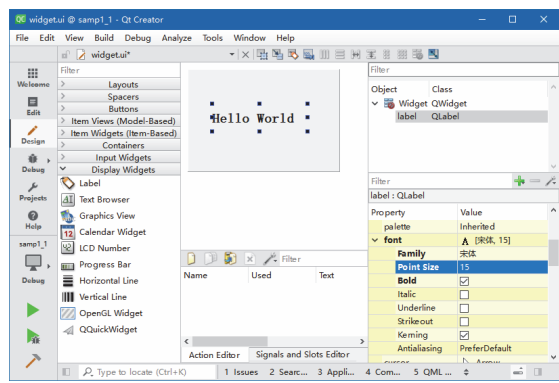 widget.ui @ samp1_1 - Qt Creator
File Edit View Build Debug Analyze Tools Window Help
widget.ui*
Welcome
Edit
Design
Debug
Projects
Help
samp1_1
Debug
Filter
Layouts
Spacers
Buttons
Item Views (Model-Based)
Item Widgets (Item-Based)
Containers
Input Widgets
Display Widgets
Label
AI Text Browser
Graphics View
12 Calendar Widget
42 LCD Number
Progress Bar
Horizontal Line
Vertical Line
OpenGL Widget
QQuickWidget
Hello World
Filter
Name Used Text
Action Editor Signals and Slots Editor
Filter
Object Class
Widget QWidget
label QLabel
Filter
label : QLabel
Property Value
palette Inherited
font A [宋体, 15]
Family 宋体
Point Size 15
Bold
Italic
Underline
Strikeout
Kerning
Antialiasing PreferDefault
cursor Arrow
Type to locate (Ctrl+K) 1 Issues 2 Searc... 3 Appli... 4 Com... 5 QML ...